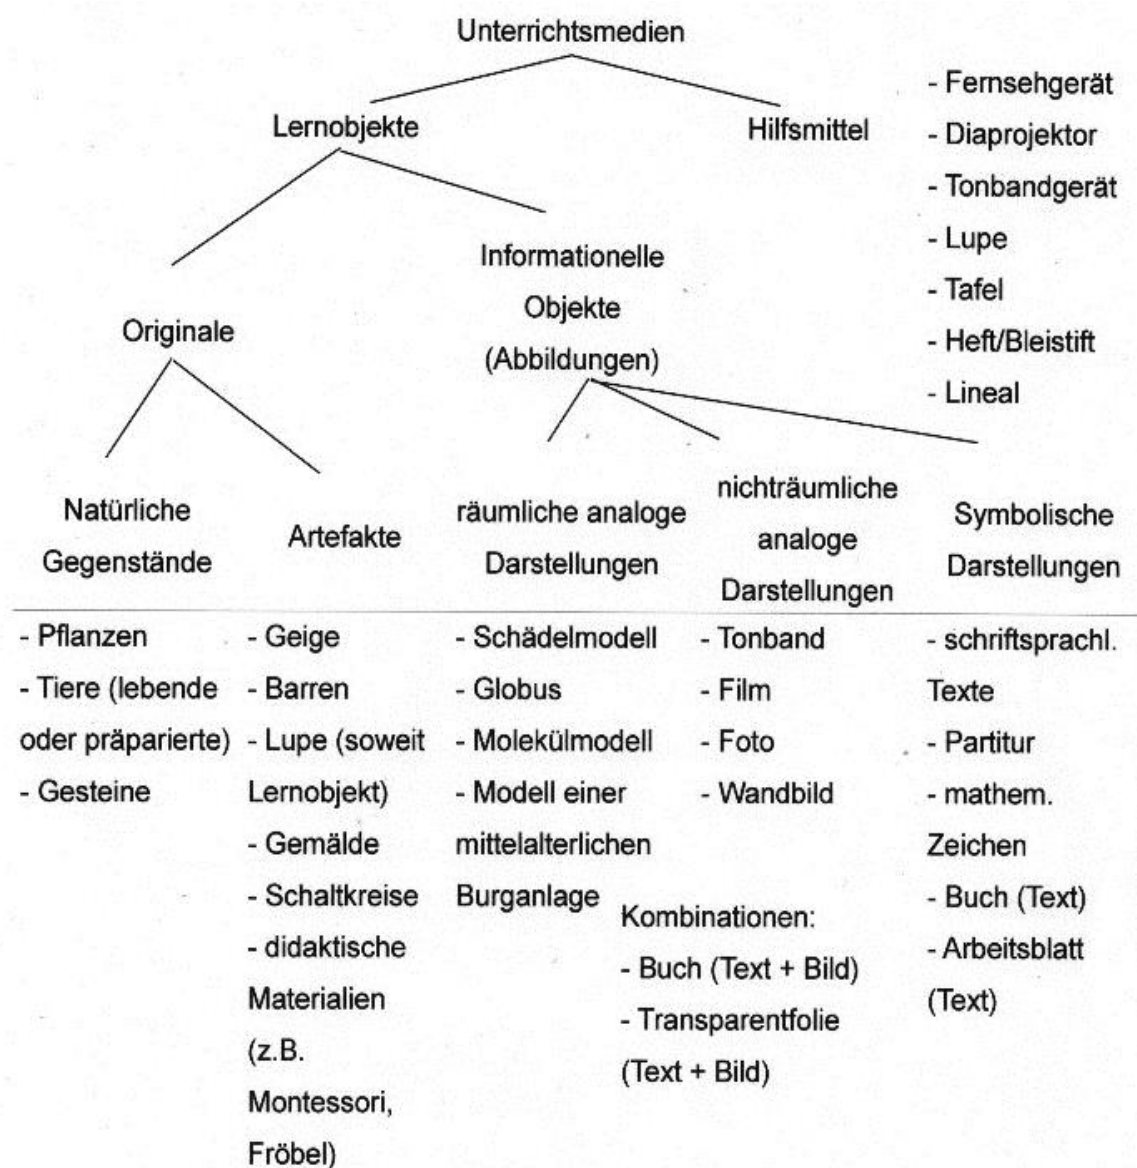 Unterrichtsmedien
Lernobjekte
Hilfsmittel
- Fernsehgerät
- Diaprojektor
- Tonbandgerät
- Lupe
- Tafel
- Heft/Bleistift
- Lineal
Originale
Informationelle
Objekte
(Abbildungen)
Natürliche
Gegenstände
Artefakte
räumliche analoge
Darstellungen
nichträumliche
analoge
Darstellungen
Symbolische
Darstellungen
- Pflanzen
- Tiere (lebende
oder präparierte)
- Gesteine
- Geige
- Barren
- Lupe (soweit
Lernobjekt)
- Gemälde
- Schaltkreise
- didaktische
Materialien
(z.B.
Montessori,
Fröbel)
- Schädelmodell
- Globus
- Molekülmodell
- Modell einer
mittelalterlichen
Burganlage
- Tonband
- Film
- Foto
- Wandbild
Kombinationen:
- Buch (Text + Bild)
- Transparentfolie
(Text + Bild)
- schriftsprachl.
Texte
- Partitur
- mathem.
Zeichen
- Buch (Text)
- Arbeitsblatt
(Text)